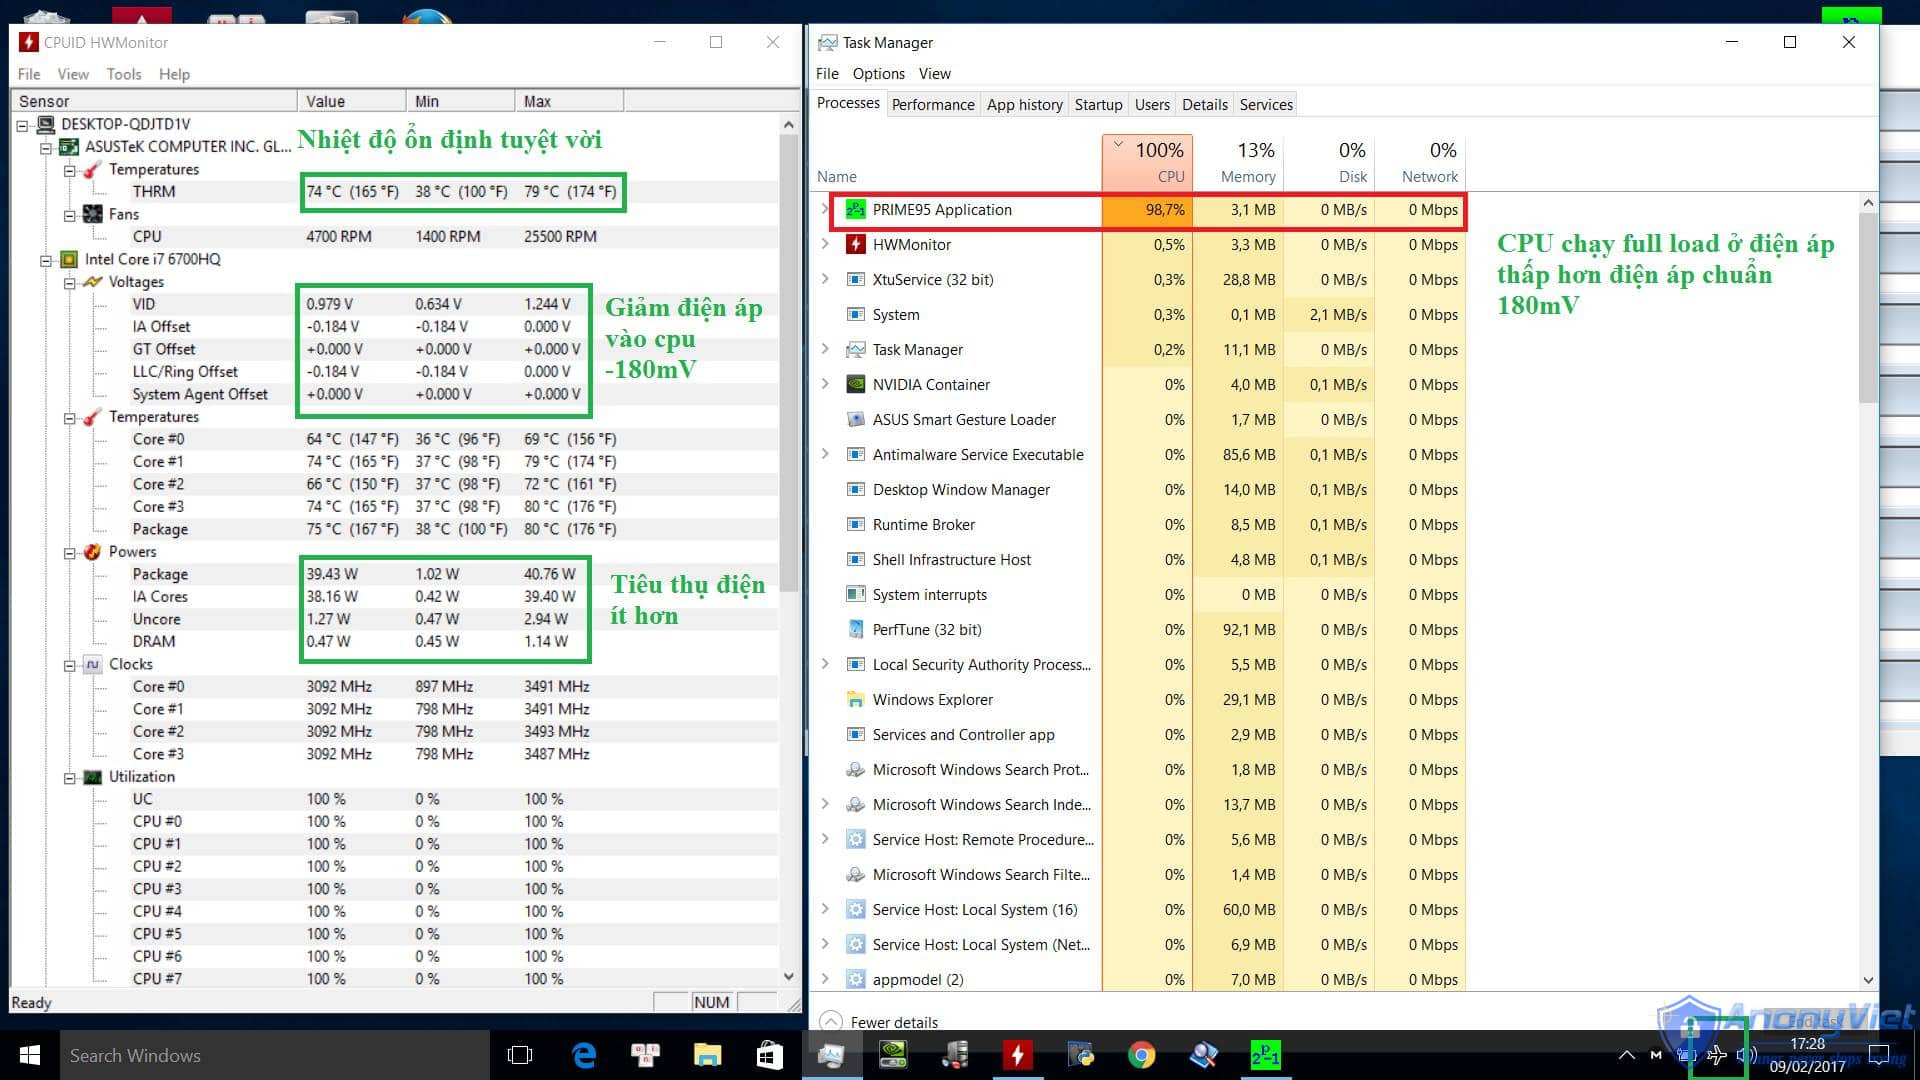 CPUID HWMonitor
File View Tools Help
Sensor Value Min Max
DESKTOP-QDJTD1V
ASUSTeK COMPUTER INC. GL...
Nhiệt độ ổn định tuyệt vời
Temperatures
THRM 74 °C (165 °F) 38 °C (100 °F) 79 °C (174 °F)
Fans
CPU 4700 RPM 1400 RPM 25500 RPM
Intel Core i7 6700HQ
Voltages
VID 0.979 V 0.634 V 1.244 V
IA Offset -0.184 V -0.184 V 0.000 V
GT Offset +0.000 V +0.000 V +0.000 V
LLC/Ring Offset -0.184 V -0.184 V 0.000 V
System Agent Offset +0.000 V +0.000 V +0.000 V
Giảm điện áp
vào cpu
-180mV
Temperatures
Core #0 64 °C (147 °F) 36 °C (96 °F) 69 °C (156 °F)
Core #1 74 °C (165 °F) 37 °C (98 °F) 79 °C (174 °F)
Core #2 66 °C (150 °F) 37 °C (98 °F) 72 °C (161 °F)
Core #3 74 °C (165 °F) 37 °C (98 °F) 80 °C (176 °F)
Package 75 °C (167 °F) 38 °C (100 °F) 80 °C (176 °F)
Powers
Package 39.43 W 1.02 W 40.76 W
IA Cores 38.16 W 0.42 W 39.40 W
Uncore 1.27 W 0.47 W 2.94 W
DRAM 0.47 W 0.45 W 1.14 W
Tiêu thụ điện
ít hơn
Clocks
Core #0 3092 MHz 897 MHz 3491 MHz
Core #1 3092 MHz 798 MHz 3491 MHz
Core #2 3092 MHz 798 MHz 3493 MHz
Core #3 3092 MHz 798 MHz 3487 MHz
Utilization
UC 100 % 0 % 100 %
CPU #0 100 % 0 % 100 %
CPU #1 100 % 0 % 100 %
CPU #2 100 % 0 % 100 %
CPU #3 100 % 0 % 100 %
CPU #4 100 % 0 % 100 %
CPU #5 100 % 0 % 100 %
CPU #6 100 % 0 % 100 %
CPU #7 100 % 0 % 100 %
Ready NUM
Task Manager
File Options View
Processes Performance App history Startup Users Details Services
100% 13% 0% 0%
Name CPU Memory Disk Network
PRIME95 Application 98,7% 3,1 MB 0 MB/s 0 Mbps
HWMonitor 0,5% 3,3 MB 0 MB/s 0 Mbps
XtuService (32 bit) 0,3% 28,8 MB 0 MB/s 0 Mbps
System 0,3% 0,1 MB 2,1 MB/s 0 Mbps
Task Manager 0,2% 11,1 MB 0 MB/s 0 Mbps
NVIDIA Container 0% 4,0 MB 0,1 MB/s 0 Mbps
ASUS Smart Gesture Loader 0% 1,7 MB 0 MB/s 0 Mbps
Antimalware Service Executable 0% 85,6 MB 0,1 MB/s 0 Mbps
Desktop Window Manager 0% 14,0 MB 0,1 MB/s 0 Mbps
Runtime Broker 0% 8,5 MB 0,1 MB/s 0 Mbps
Shell Infrastructure Host 0% 4,8 MB 0,1 MB/s 0 Mbps
System interrupts 0% 0 MB 0 MB/s 0 Mbps
PerfTune (32 bit) 0% 92,1 MB 0 MB/s 0 Mbps
Local Security Authority Process... 0% 5,5 MB 0 MB/s 0 Mbps
Windows Explorer 0% 29,1 MB 0 MB/s 0 Mbps
Services and Controller app 0% 2,9 MB 0 MB/s 0 Mbps
Microsoft Windows Search Prot... 0% 1,8 MB 0 MB/s 0 Mbps
Microsoft Windows Search Inde... 0% 13,7 MB 0 MB/s 0 Mbps
Service Host: Remote Procedure... 0% 5,6 MB 0 MB/s 0 Mbps
Microsoft Windows Search Filte... 0% 1,4 MB 0 MB/s 0 Mbps
Service Host: Local System (16) 0% 60,0 MB 0 MB/s 0 Mbps
Service Host: Local System (Net... 0% 6,9 MB 0 MB/s 0 Mbps
appmodel (2) 0% 7,0 MB 0 MB/s 0 Mbps
CPU chạy full load ở điện áp
thấp hơn điện áp chuẩn
180mV
Fewer details
End task
AnonyViet
Search Windows
17:28
09/02/2017